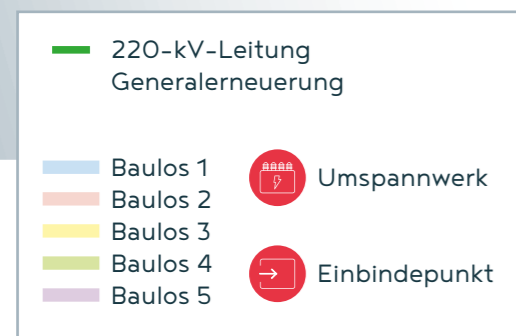 220-kV-Leitung
Generalerneuerung
Baulos 1
Baulos 2
Baulos 3
Baulos 4
Baulos 5
Umspannwerk
Einbindepunkt